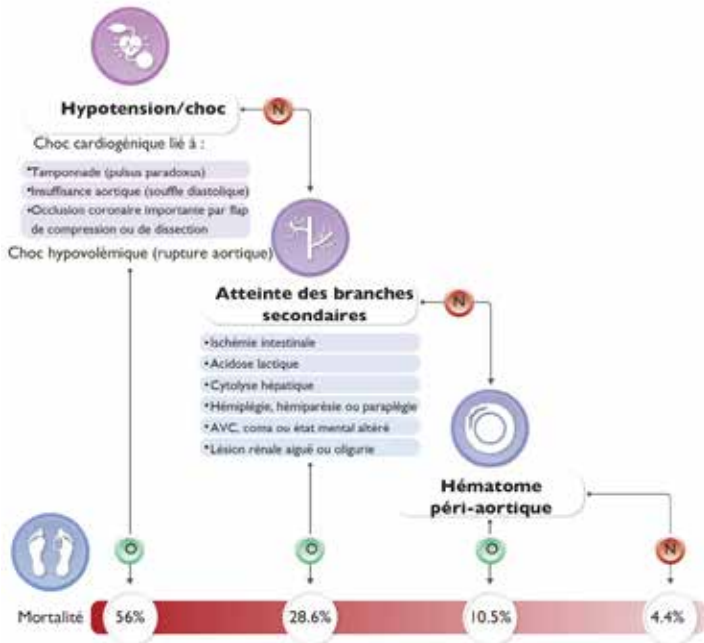 Hypotension/choc
N
Choc cardiogénique lié à :
•Tamponnade (pulsus paradoxus)
•Insuffisance aortique (souffle diastolique)
•Occlusion coronaire importante par flap
de compression ou de dissection
Choc hypovolémique (rupture aortique)
Atteinte des branches
secondaires
N
•Ischémie intestinale
•Acidose lactique
•Cytolyse hépatique
•Hémiplégie, hémiparésie ou paraplégie
•AVC, coma ou état mental altéré
•Lésion rénale aiguë ou oligurie
Hématome
péri-aortique
O
O
O
N
Mortalité
56%
28.6%
10.5%
4.4%